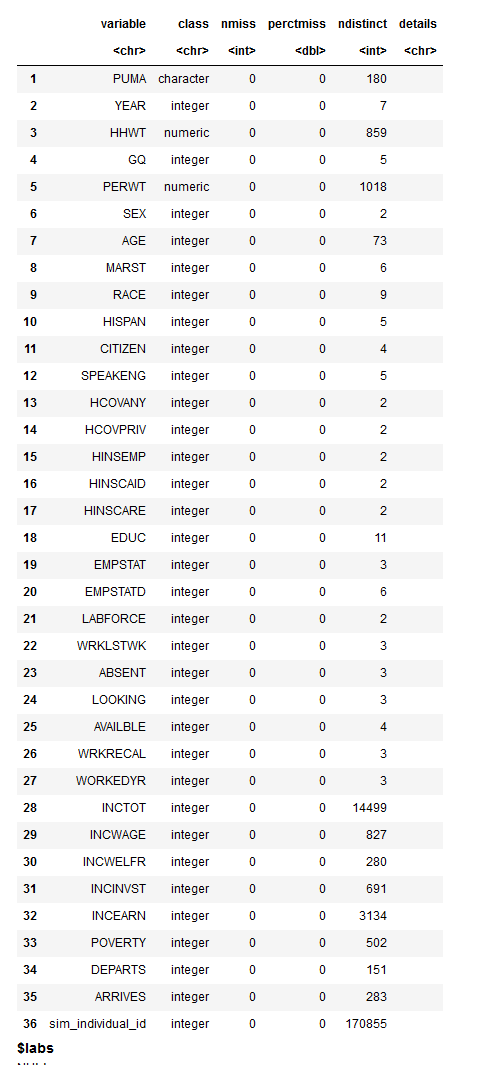 variable class nmiss perctmiss ndistinct details
<chr> <chr> <int> <dbl> <int> <chr>
1 PUMA character 0 0 180
2 YEAR integer 0 0 7
3 HHWT numeric 0 0 859
4 GQ integer 0 0 5
5 PERWT numeric 0 0 1018
6 SEX integer 0 0 2
7 AGE integer 0 0 73
8 MARST integer 0 0 6
9 RACE integer 0 0 9
10 HISPAN integer 0 0 5
11 CITIZEN integer 0 0 4
12 SPEAKENG integer 0 0 5
13 HCOVANY integer 0 0 2
14 HCOVPRIV integer 0 0 2
15 HINSEMP integer 0 0 2
16 HINSCAID integer 0 0 2
17 HINSCARE integer 0 0 2
18 EDUC integer 0 0 11
19 EMPSTAT integer 0 0 3
20 EMPSTATD integer 0 0 6
21 LABFORCE integer 0 0 2
22 WRKLSTWK integer 0 0 3
23 ABSENT integer 0 0 3
24 LOOKING integer 0 0 3
25 AVAILBLE integer 0 0 4
26 WRKRECAL integer 0 0 3
27 WORKEDYR integer 0 0 3
28 INCTOT integer 0 0 14499
29 INCWAGE integer 0 0 827
30 INCWELFR integer 0 0 280
31 INCINVST integer 0 0 691
32 INCEARN integer 0 0 3134
33 POVERTY integer 0 0 502
34 DEPARTS integer 0 0 151
35 ARRIVES integer 0 0 283
36 sim_individual_id integer 0 0 170855
$labs